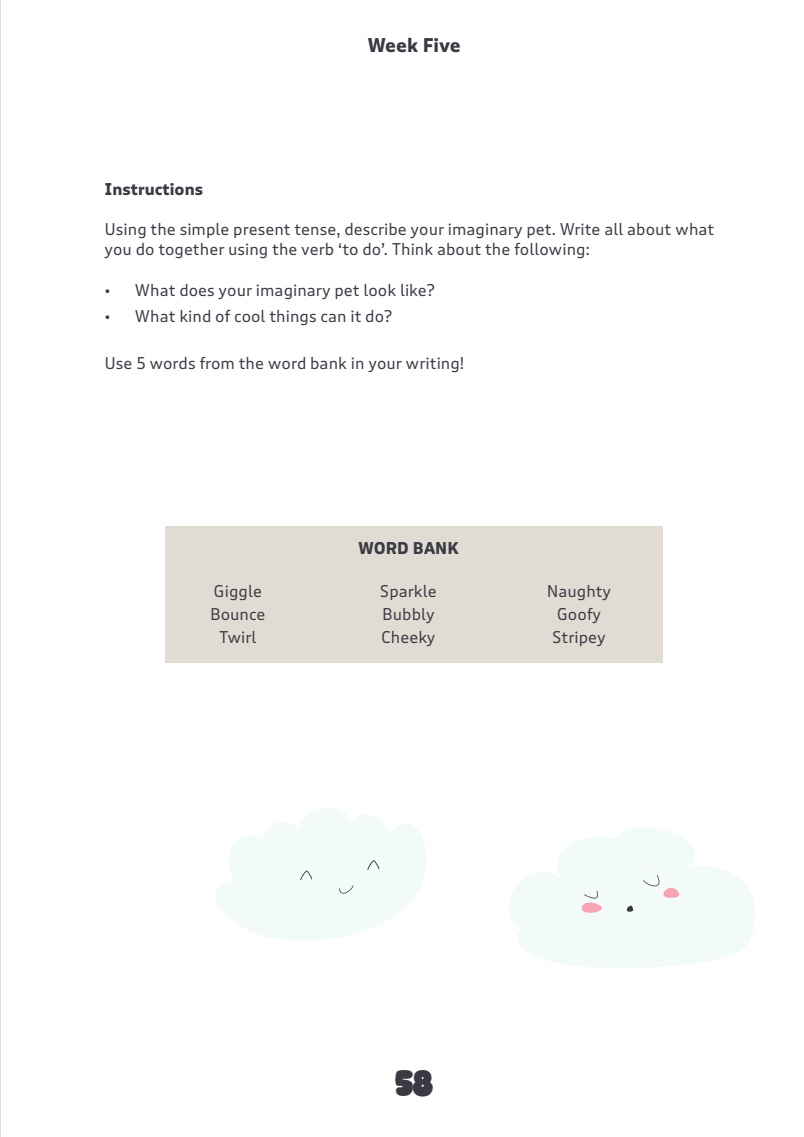 Week Five
Instructions
Using the simple present tense, describe your imaginary pet. Write all about what
you do together using the verb ‘to do’. Think about the following:
• What does your imaginary pet look like?
• What kind of cool things can it do?
Use 5 words from the word bank in your writing!
WORD BANK
Giggle Sparkle Naughty
Bounce Bubbly Goofy
Twirl Cheeky Stripey
58